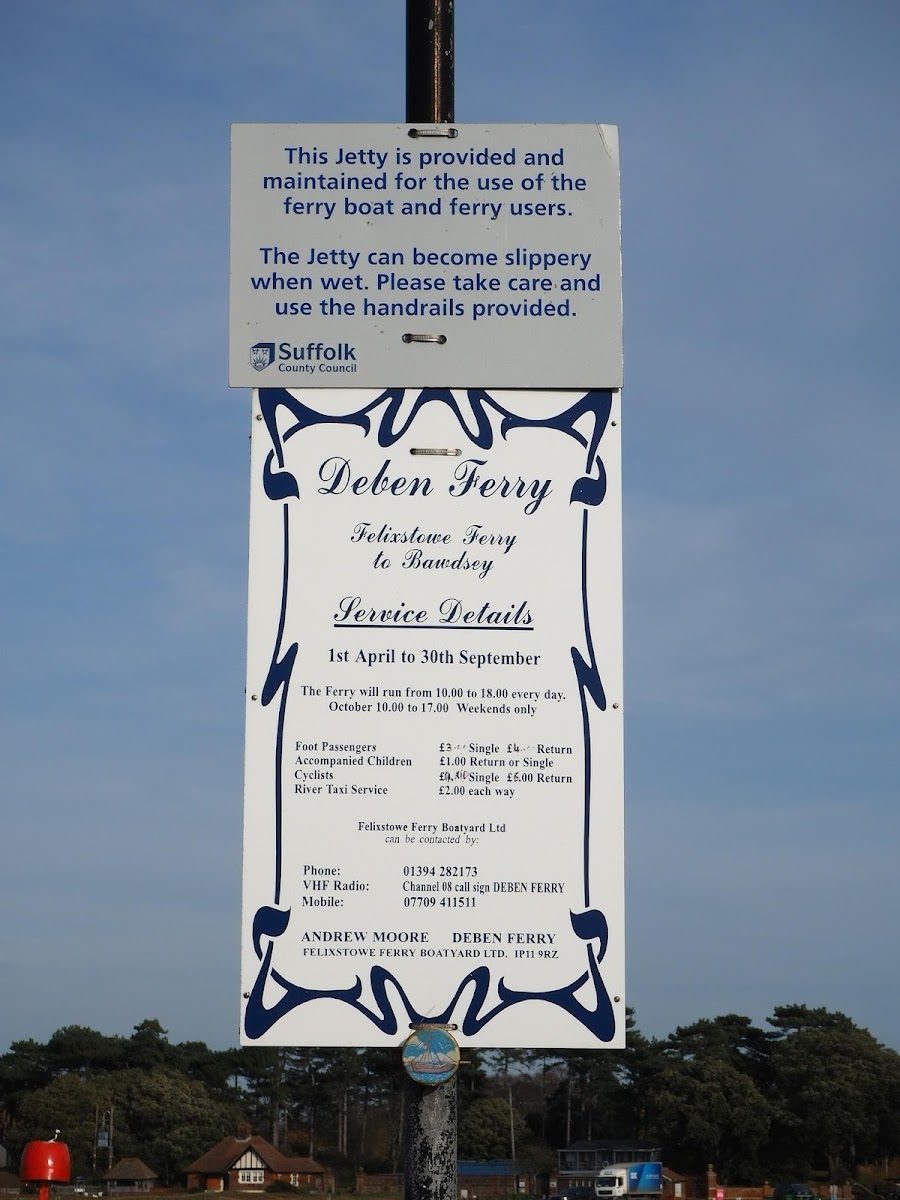 This Jetty is provided and
maintained for the use of the
ferry boat and ferry users.
The Jetty can become slippery
when wet. Please take care and
use the handrails provided.
Suffolk
County Council
Deben Ferry
Felixstowe Ferry
to Bawdsey
Service Details
1st April to 30th September
The Ferry will run from 10.00 to 18.00 every day.
October 10.00 to 17.00 Weekends only
Foot Passengers £3.00 Single £4.00 Return
Accompanied Children £1.00 Return or Single
Cyclists Single £6.00 Return
River Taxi Service £2.00 each way
Felixstowe Ferry Boatyard Ltd
can be contacted by:
Phone: 01394 282173
VHF Radio: Channel 08 call sign DEBEN FERRY
Mobile: 07709 411511
ANDREW MOORE DEBEN FERRY
FELIXSTOWE FERRY BOATYARD LTD. IP11 9RZ